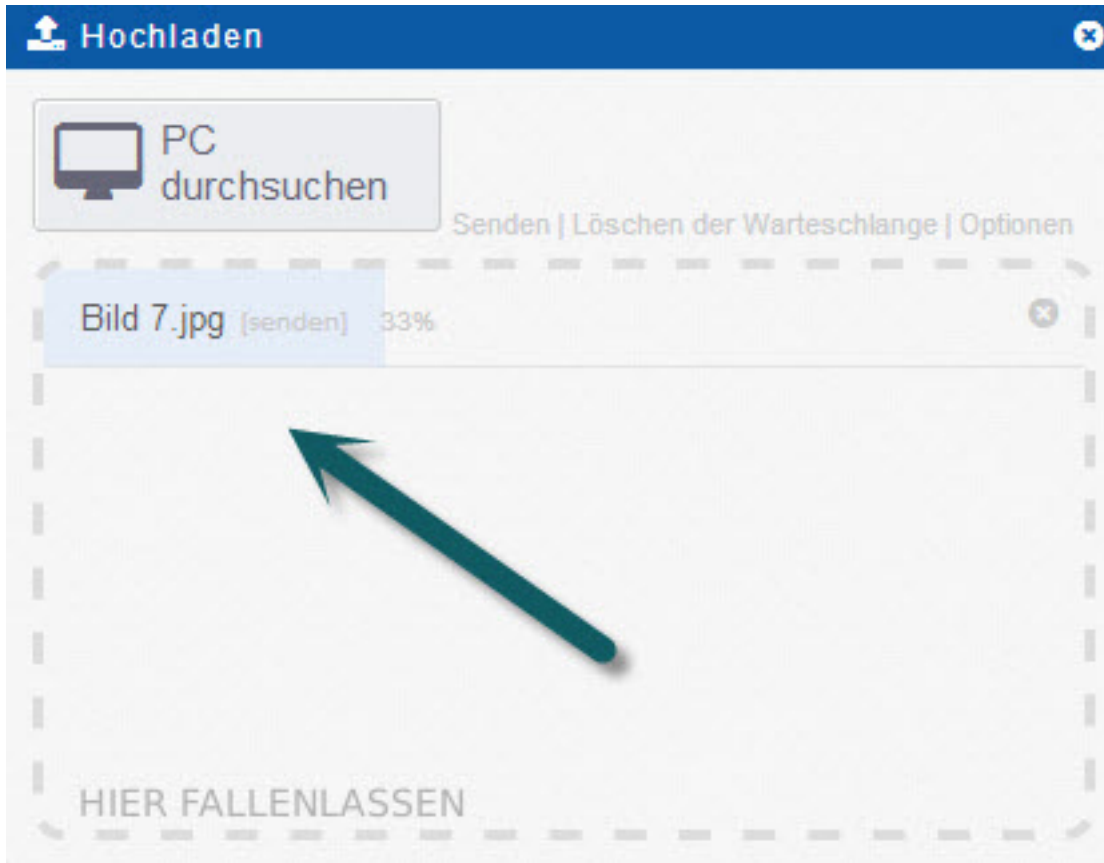 Hochladen
PC
durchsuchen
Senden | Löschen der Warteschlange | Optionen
Bild 7.jpg [senden] 33%
HIER FALLENLASSEN